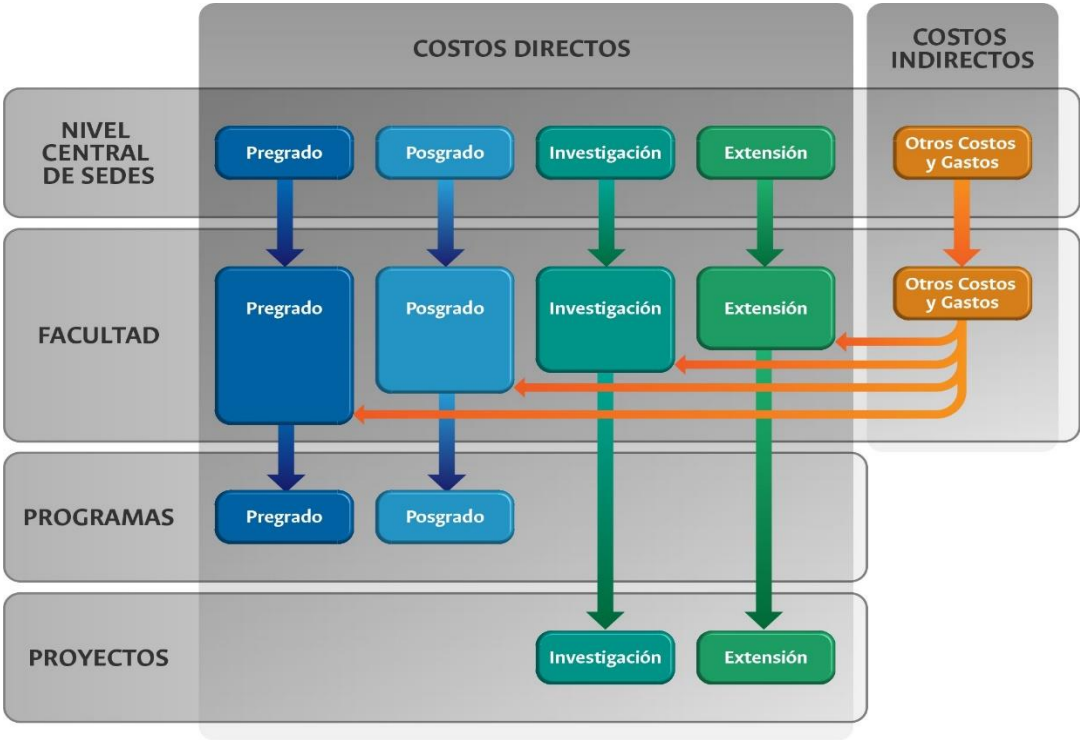 COSTOS DIRECTOS
COSTOS
INDIRECTOS
NIVEL
CENTRAL
DE SEDES
Pregrado
Posgrado
Investigación
Extensión
Otros Costos
y Gastos
FACULTAD
Pregrado
Posgrado
Investigación
Extensión
Otros Costos
y Gastos
PROGRAMAS
Pregrado
Posgrado
PROYECTOS
Investigación
Extensión